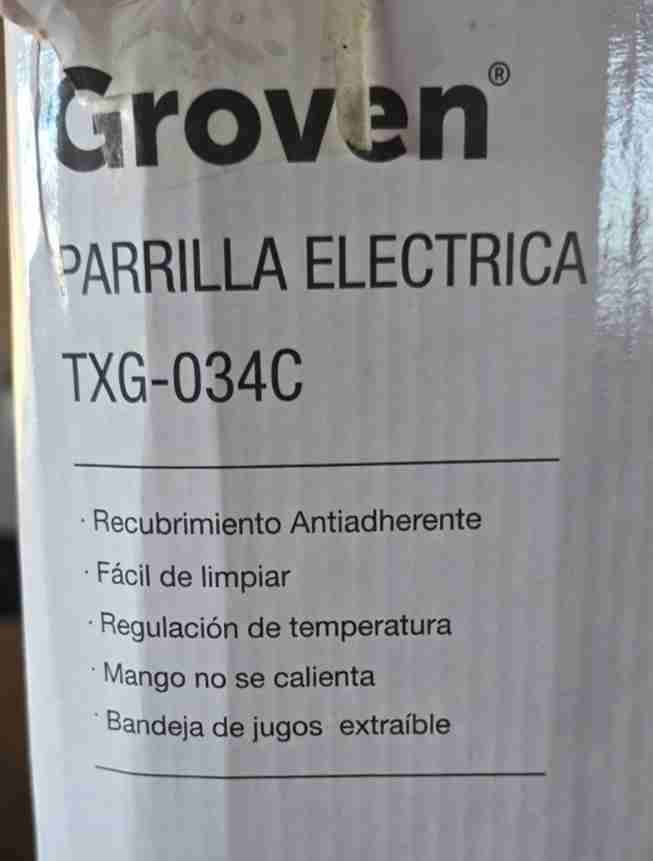 Groven®
PARRILLA ELECTRICA
TXG-034C
· Recubrimiento Antiadherente
· Fácil de limpiar
· Regulación de temperatura
· Mango no se calienta
· Bandeja de jugos extraíble